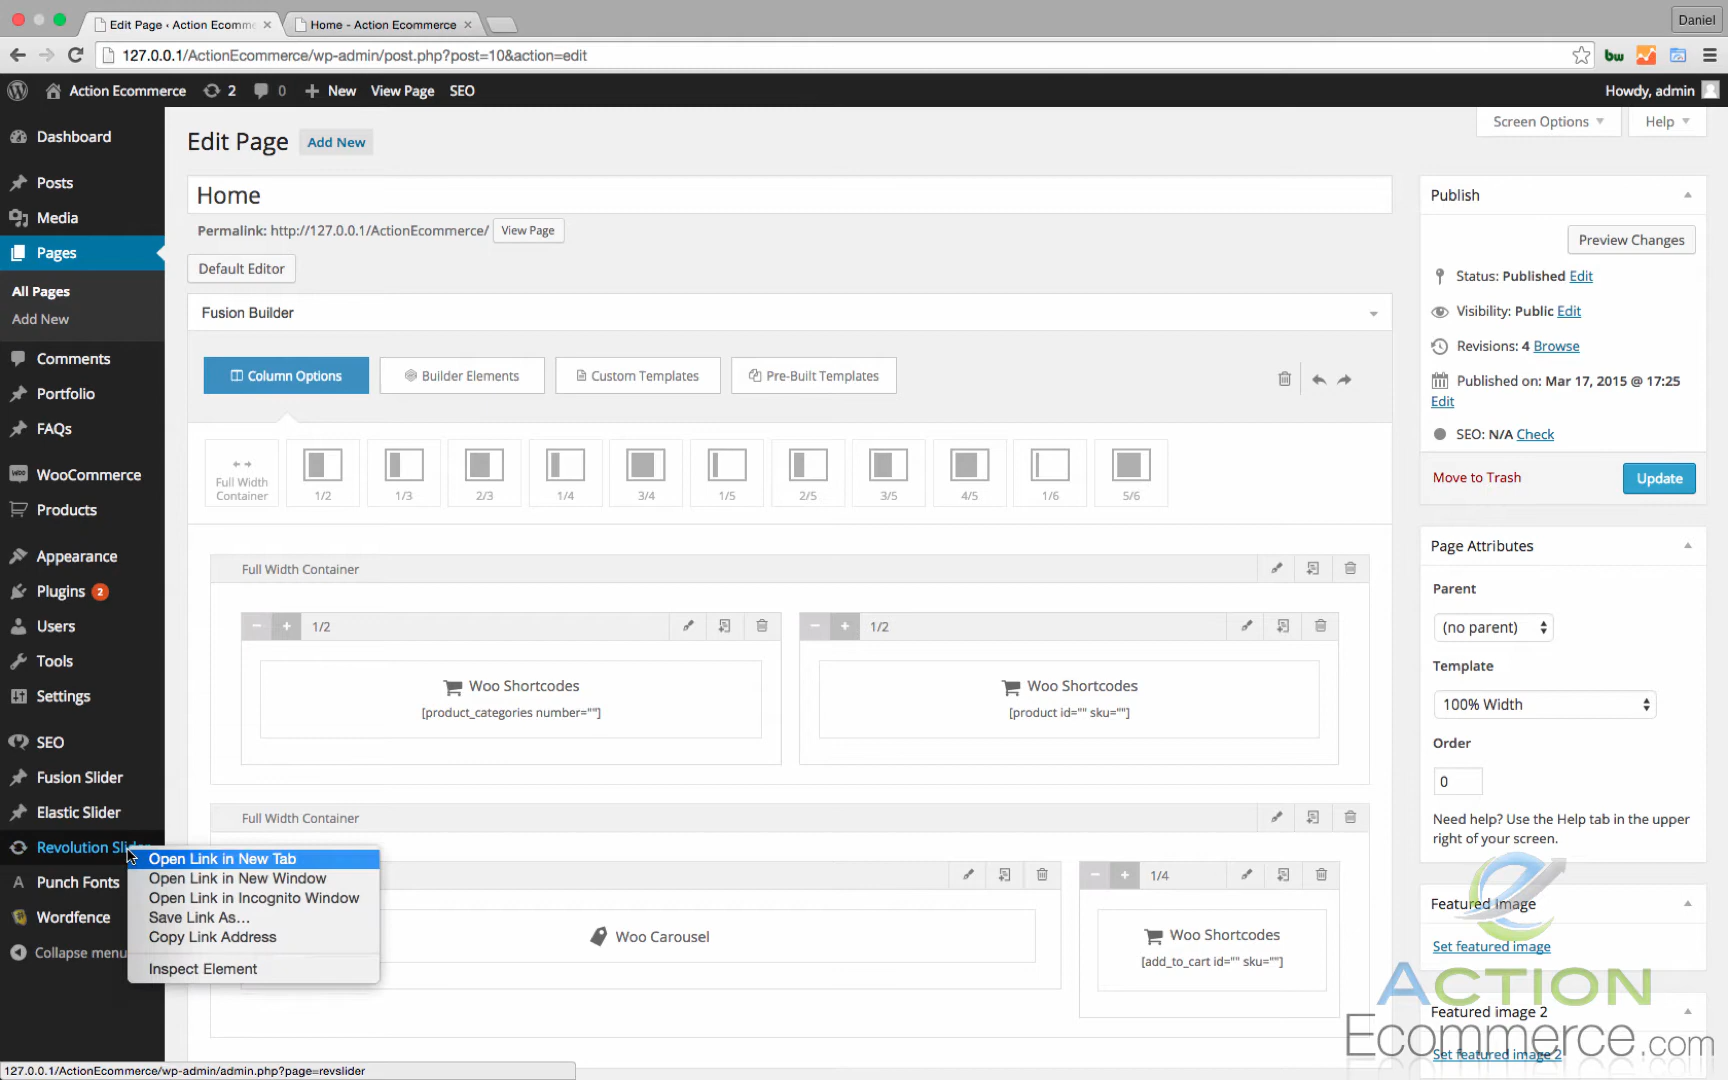 Edit Page ‹ Action Ecomme
Home - Action Ecommerce
Daniel
127.0.0.1/ActionEcommerce/wp-admin/post.php?post=10&action=edit
bw
Action Ecommerce 2 0 New View Page SEO
Howdy, admin
Dashboard
Posts
Media
Pages
All Pages
Add New
Comments
Portfolio
FAQs
WooCommerce
Products
Appearance
Plugins 2
Users
Tools
Settings
SEO
Fusion Slider
Elastic Slider
Revolution Slider
Punch Fonts
Wordfence
Collapse menu
Open Link in New Tab
Open Link in New Window
Open Link in Incognito Window
Save Link As...
Copy Link Address
Inspect Element
Screen Options
Help
Edit Page Add New
Home
Permalink: http://127.0.0.1/ActionEcommerce/ View Page
Default Editor
Fusion Builder
Column Options
Builder Elements
Custom Templates
Pre-Built Templates
Full Width
Container
1/2 1/3 2/3 1/4 3/4 1/5 2/5 3/5 4/5 1/6 5/6
Full Width Container
1/2
Woo Shortcodes
[product_categories number=""]
1/2
Woo Shortcodes
[product id="" sku=""]
Full Width Container
Woo Carousel
1/4
Woo Shortcodes
[add_to_cart id="" sku=""]
Publish
Preview Changes
Status: Published Edit
Visibility: Public Edit
Revisions: 4 Browse
Published on: Mar 17, 2015 @ 17:25
Edit
SEO: N/A Check
Move to Trash
Update
Page Attributes
Parent
(no parent)
Template
100% Width
Order
0
Need help? Use the Help tab in the upper
right of your screen.
Featured Image
Set featured image
Featured image 2
Set featured image 2
ACTION
Ecommerce.com
127.0.0.1/ActionEcommerce/wp-admin/admin.php?page=revslider